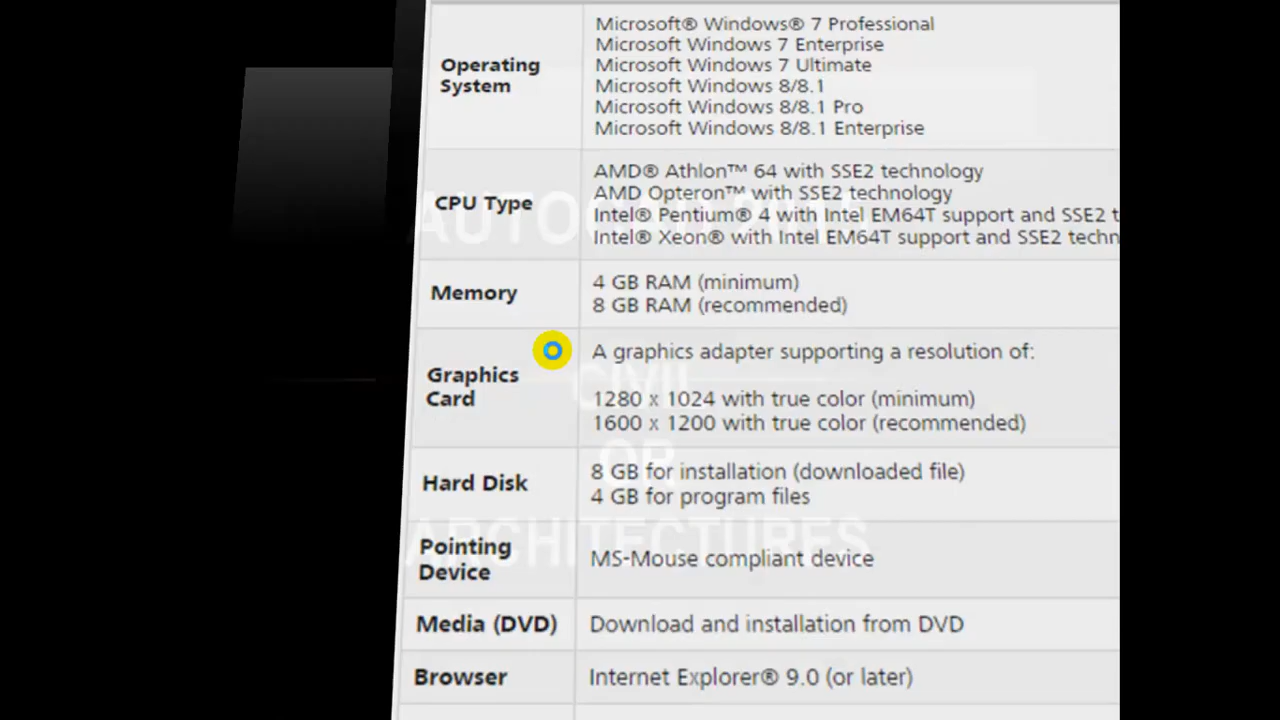 Operating
System
Microsoft® Windows® 7 Professional
Microsoft Windows 7 Enterprise
Microsoft Windows 7 Ultimate
Microsoft Windows 8/8.1
Microsoft Windows 8/8.1 Pro
Microsoft Windows 8/8.1 Enterprise
CPU Type
AMD® Athlon™ 64 with SSE2 technology
AMD Opteron™ with SSE2 technology
Intel® Pentium® 4 with Intel EM64T support and SSE2 t
Intel® Xeon® with Intel EM64T support and SSE2 techn
AUTOCAD 2015
Memory
4 GB RAM (minimum)
8 GB RAM (recommended)
Graphics
Card
A graphics adapter supporting a resolution of:
1280 x 1024 with true color (minimum)
1600 x 1200 with true color (recommended)
CIVIL
OR
ARCHITECTURES
Hard Disk
8 GB for installation (downloaded file)
4 GB for program files
Pointing
Device
MS-Mouse compliant device
Media (DVD)
Download and installation from DVD
Browser
Internet Explorer® 9.0 (or later)